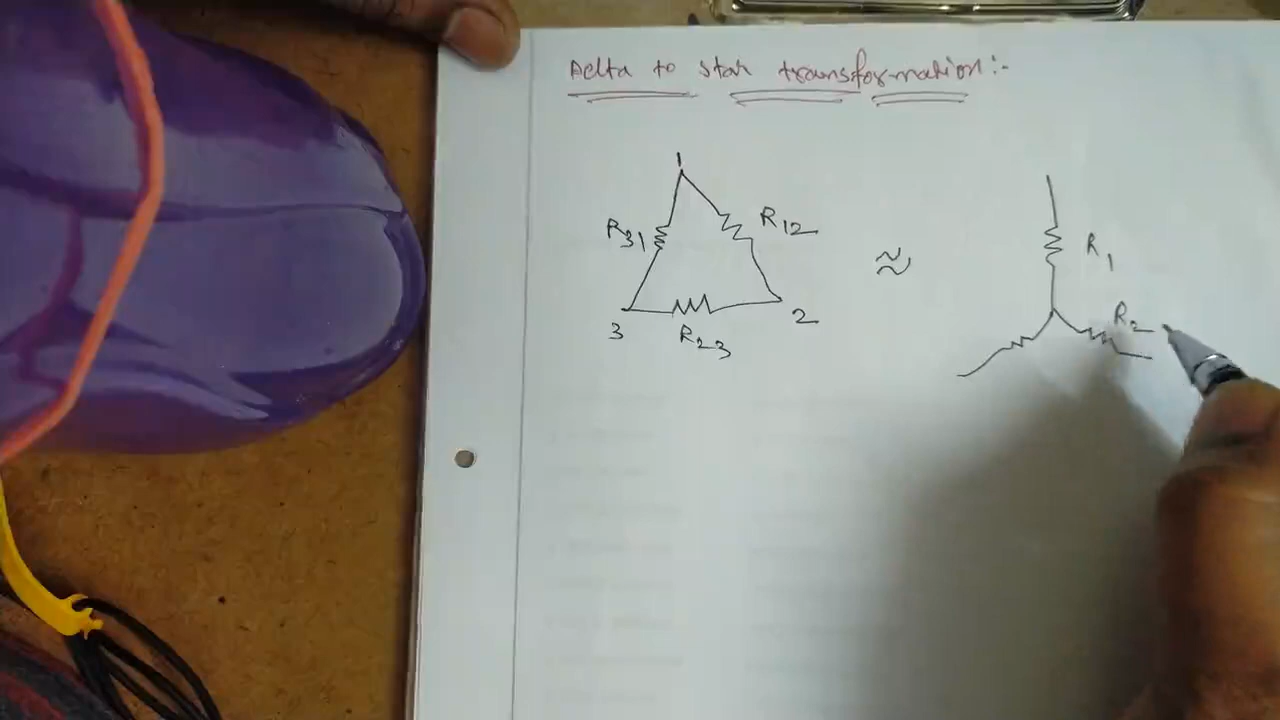 Delta to star transformation:-
1
R31
R12
3
R23
2
≈
R1
R2